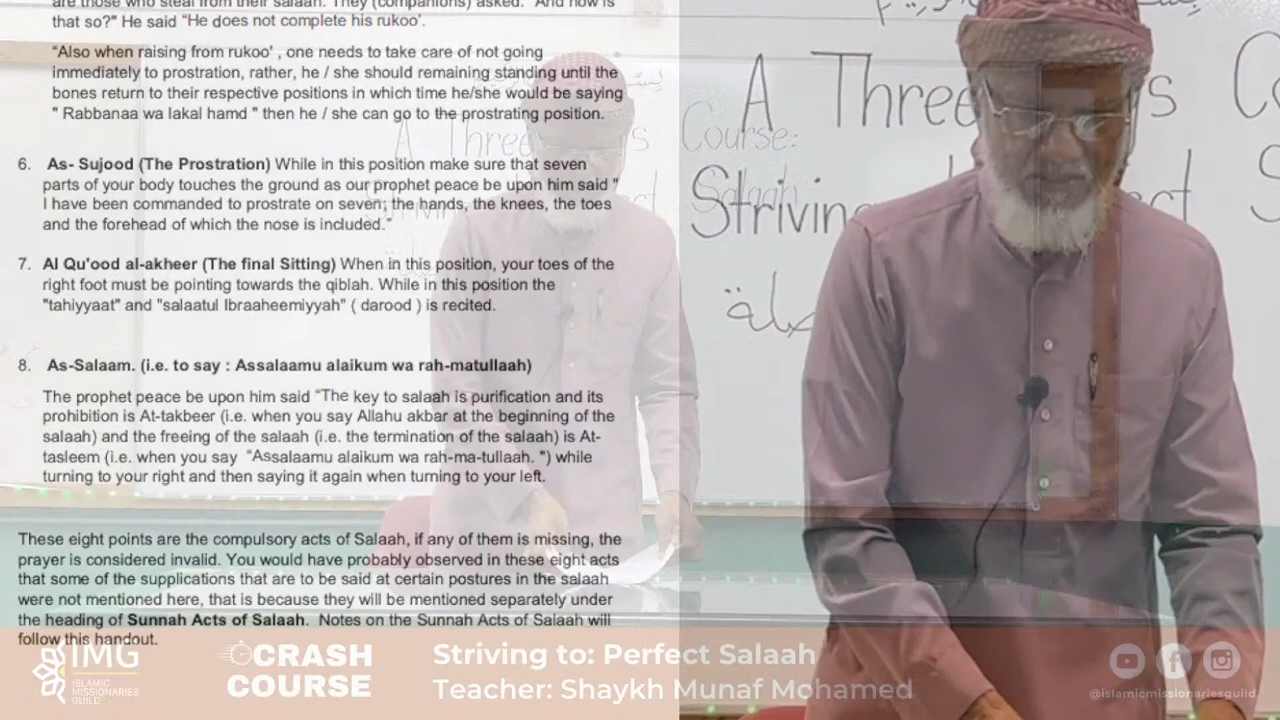 are those who steal from their salaah. They (companions) asked. "And how is
that so?" He said "He does not complete his rukoo'.
"Also when raising from rukoo' , one needs to take care of not going
immediately to prostration, rather, he / she should remaining standing until the
bones return to their respective positions in which time he/she would be saying
" Rabbanaa wa lakal hamd " then he / she can go to the prostrating position.
6. As- Sujood (The Prostration) While in this position make sure that seven
parts of your body touches the ground as our prophet peace be upon him said "
I have been commanded to prostrate on seven; the hands, the knees, the toes
and the forehead of which the nose is included."
7. Al Qu'ood al-akheer (The final Sitting) When in this position, your toes of the
right foot must be pointing towards the qiblah. While in this position the
"tahiyyaat" and "salaatul Ibraaheemiyyah" ( darood ) is recited.
8. As-Salaam. (i.e. to say : Assalaamu alaikum wa rah-matullaah)
The prophet peace be upon him said "The key to salaah is purification and its
prohibition is At-takbeer (i.e. when you say Allahu akbar at the beginning of the
salaah) and the freeing of the salaah (i.e. the termination of the salaah) is At-
tasleem (i.e. when you say "Assalaamu alaikum wa rah-ma-tullaah. ") while
turning to your right and then saying it again when turning to your left.
These eight points are the compulsory acts of Salaah, if any of them is missing, the
prayer is considered invalid. You would have probably observed in these eight acts
that some of the supplications that are to be said at certain postures in the salaah
were not mentioned here, that is because they will be mentioned separately under
the heading of Sunnah Acts of Salaah. Notes on the Sunnah Acts of Salaah will
follow this handout.
A Three
Course:
Striving
Salaah
IMG
ISLAMIC
MISSIONARIES
GUILD
CRASH
COURSE
Striving to: Perfect Salaah
Teacher: Shaykh Munaf Mohamed
@islamicmissionariesguild